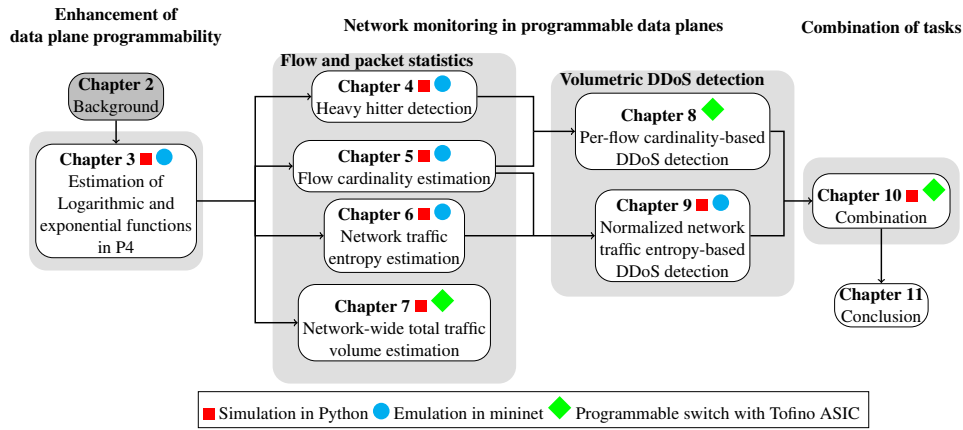 Enhancement of
data plane programmability
Network monitoring in programmable data planes
Combination of tasks
Chapter 2
Background
Chapter 3
Estimation of
Logarithmic and
exponential functions
in P4
Flow and packet statistics
Chapter 4
Heavy hitter detection
Chapter 5
Flow cardinality estimation
Chapter 6
Network traffic
entropy estimation
Chapter 7
Network-wide total traffic
volume estimation
Volumetric DDoS detection
Chapter 8
Per-flow cardinality-based
DDoS detection
Chapter 9
Normalized network
traffic entropy-based
DDoS detection
Chapter 10
Combination
Chapter 11
Conclusion
Simulation in Python Emulation in mininet Programmable switch with Tofino ASIC